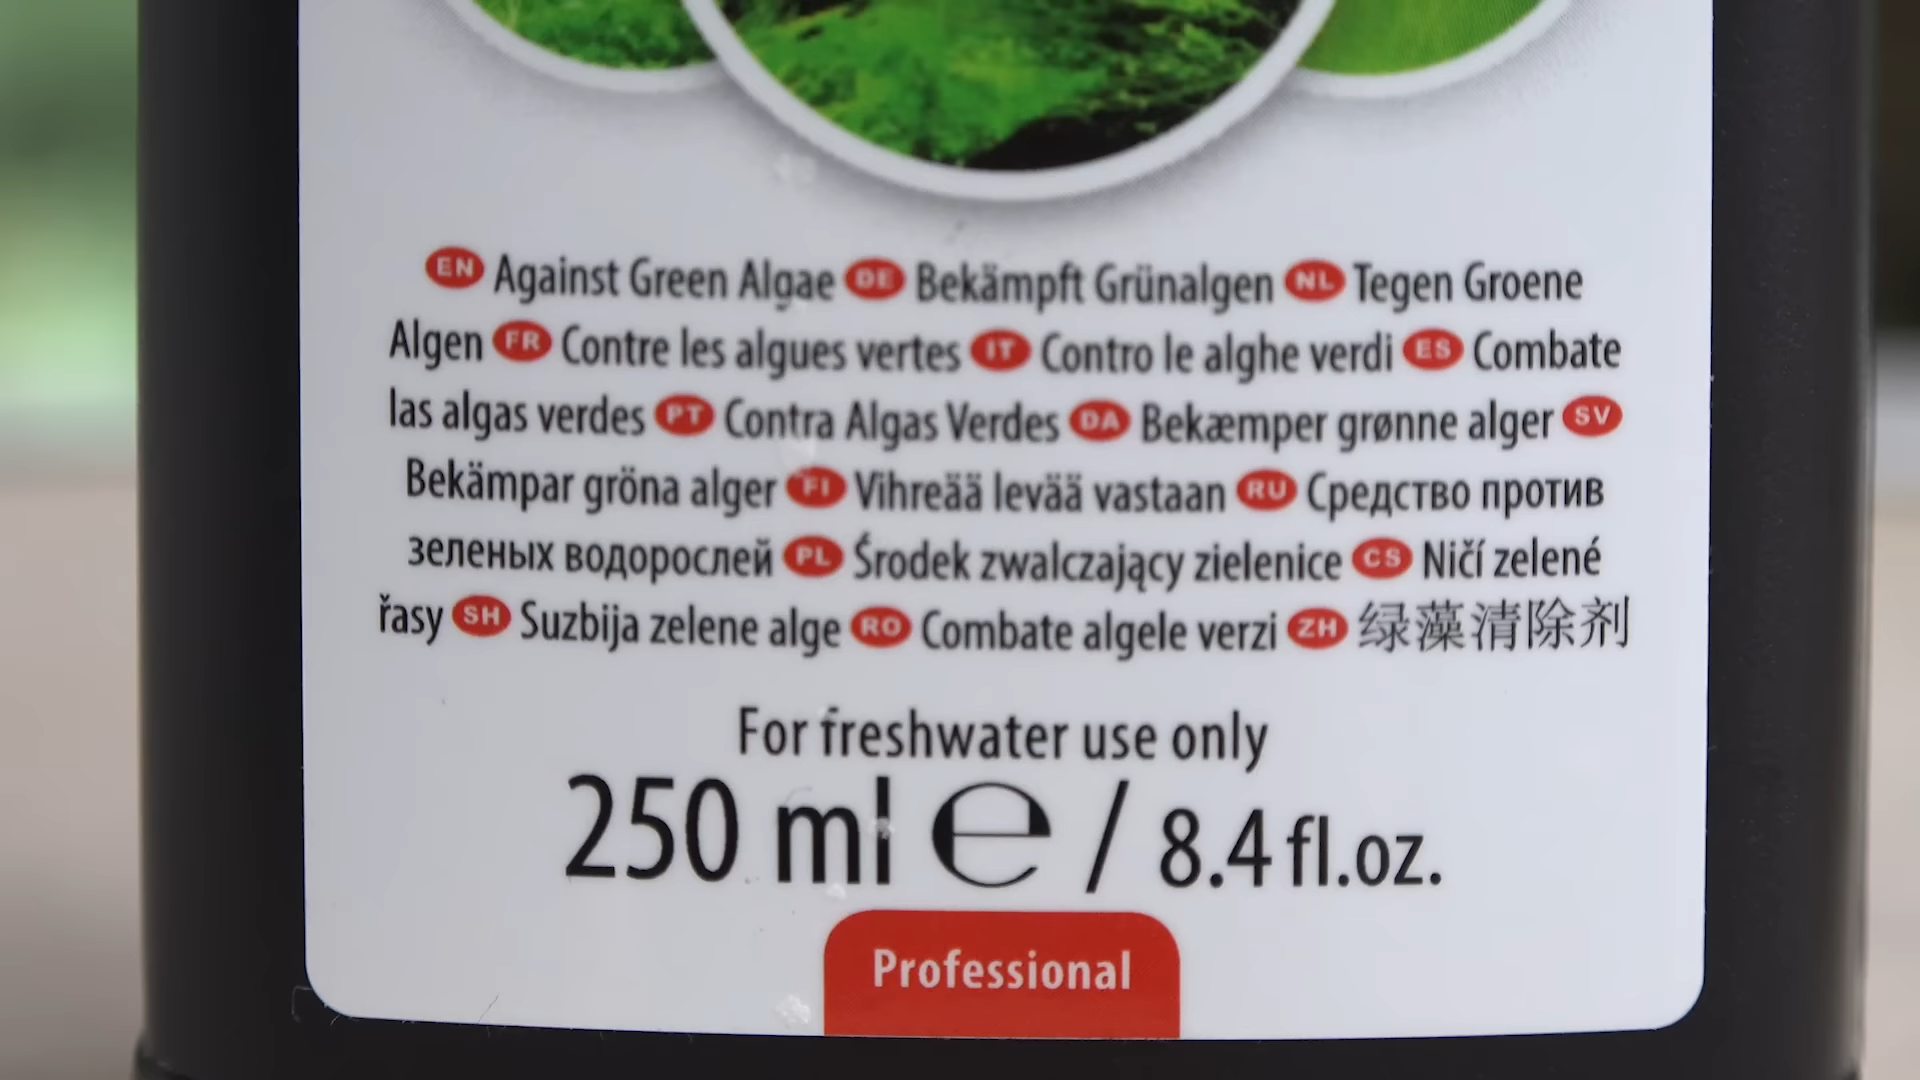 EN Against Green Algae DE Bekämpft Grünalgen NL Tegen Groene
Algen FR Contre les algues vertes IT Contro le alghe verdi ES Combate
las algas verdes PT Contra Algas Verdes DA Bekæmper grønne alger SV
Bekämpar gröna alger FI Vihreää levää vastaan RU Средство против
зеленых водорослей PL Środek zwalczający zielenice CS Ničí zelené
řasy SH Suzbija zelene alge RO Combate algele verzi ZH 绿藻清除剂
For freshwater use only
250 ml ℮ / 8.4 fl.oz.
Professional